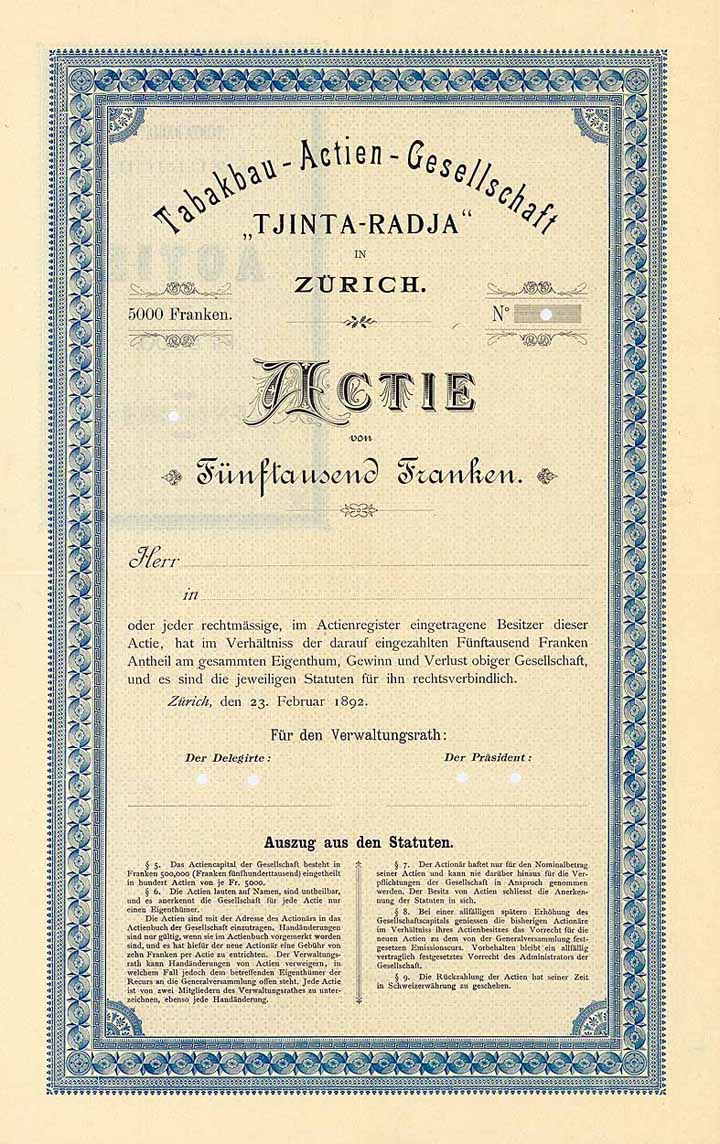 Tabakbau-Actien-Gesellschaft
„TJINTA-RADJA“
IN
ZÜRICH.
5000 Franken.
N°
ACTIE
von
Fünftausend Franken.
Herr
in
oder jeder rechtmässige, im Actienregister eingetragene Besitzer dieser
Actie, hat im Verhältniss der darauf eingezahlten Fünftausend Franken
Antheil am gesammten Eigenthum, Gewinn und Verlust obiger Gesellschaft,
und es sind die jeweiligen Statuten für ihn rechtsverbindlich.
Zürich, den 23. Februar 1892.
Für den Verwaltungsrath:
Der Delegirte:
Der Präsident:
Auszug aus den Statuten.
§ 5. Das Actiencapital der Gesellschaft besteht in
Franken 500,000 (Franken fünfhunderttausend) eingetheilt
in hundert Actien von je Fr. 5000.
§ 6. Die Actien lauten auf Namen, sind untheilbar,
und es anerkennt die Gesellschaft für jede Actie nur
einen Eigenthümer.
Die Actien sind mit der Adresse des Actionärs in das
Actienbuch der Gesellschaft einzutragen. Handänderungen
sind nur gültig, wenn sie im Actienbuch vorgemerkt worden
sind, und es hat hiefür der neue Actionär eine Gebühr von
zehn Franken per Actie zu entrichten. Der Verwaltungs-
rath kann Handänderungen von Actien verweigern, in
welchem Fall jedoch dem betreffenden Eigenthümer der
Recurs an die Generalversammlung offen steht. Jede Actie
ist von zwei Mitgliedern des Verwaltungsrathes zu unter-
zeichnen, ebenso jede Handänderung.
§ 7. Der Actionär haftet nur für den Nominalbetrag
seiner Actien und kann nie darüber hinaus für die Ver-
pflichtungen der Gesellschaft in Anspruch genommen
werden. Der Besitz von Actien schliesst die Anerken-
nung der Statuten in sich.
§ 8. Bei einer allfälligen spätern Erhöhung des
Gesellschaftscapitals geniessen die bisherigen Actionäre
im Verhältniss ihres Actienbesitzes das Vorrecht für die
neuen Actien zu dem von der Generalversammlung fest-
gesetzten Emissionscurs. Vorbehalten bleibt ein allfällig
vertraglich festgesetztes Vorrecht des Administrators der
Gesellschaft.
§ 9. Die Rückzahlung der Actien hat seiner Zeit
in Schweizerwährung zu geschehen.